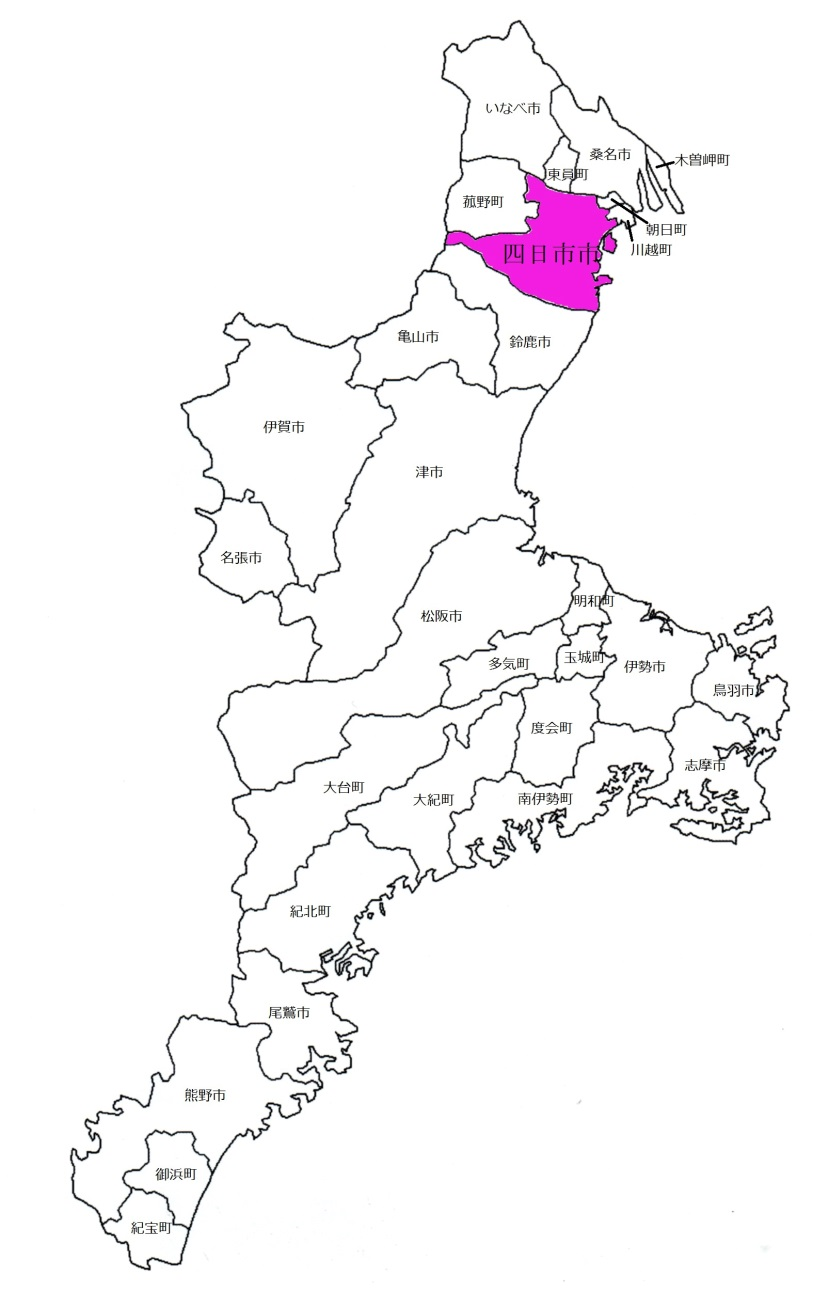 いなべ市
桑名市
木曽岬町
東員町
菰野町
朝日町
川越町
四日市市
亀山市
鈴鹿市
伊賀市
津市
名張市
松阪市
明和町
多気町
玉城町
伊勢市
鳥羽市
度会町
志摩市
大台町
大紀町
南伊勢町
紀北町
尾鷲市
熊野市
御浜町
紀宝町